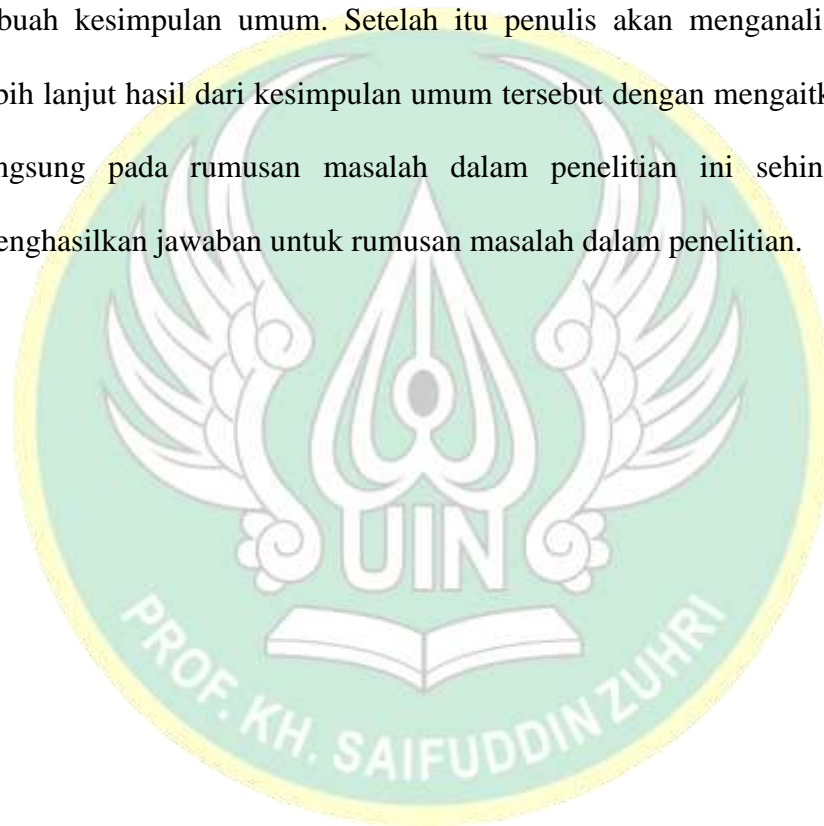 buah kesimpulan umum. Setelah itu penulis akan menganali
bih lanjut hasil dari kesimpulan umum tersebut dengan mengaitk
ngsung pada rumusan masalah dalam penelitian ini sehin
enghasilkan jawaban untuk rumusan masalah dalam penelitian.
UIN
PROF. KH. SAIFUDDIN ZUHRI